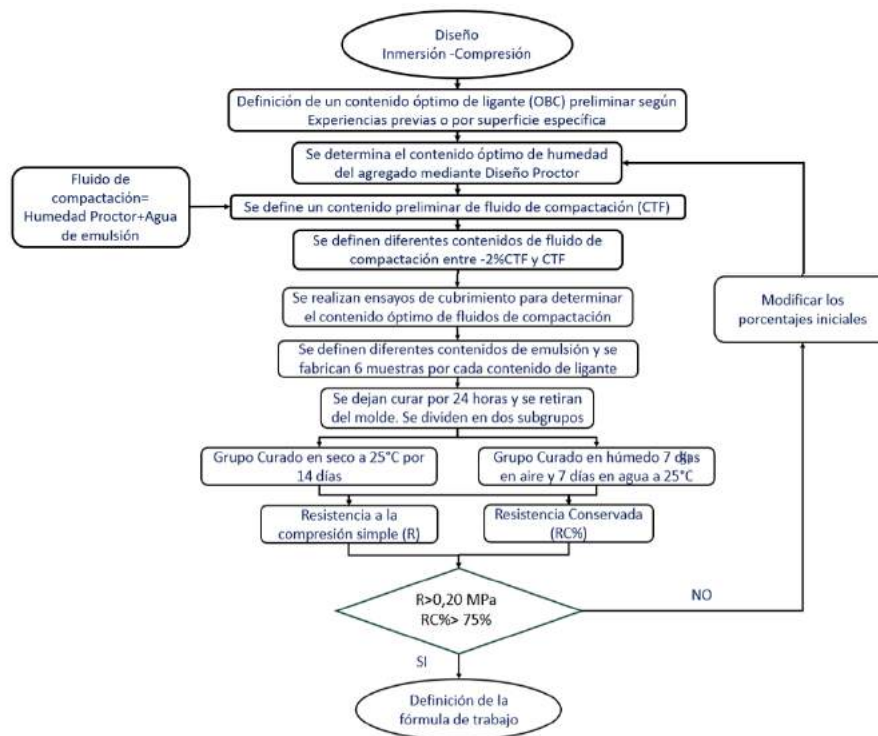 Diseño
Inmersión -Compresión
Definición de un contenido óptimo de ligante (OBC) preliminar según
Experiencias previas o por superficie específica
Se determina el contenido óptimo de humedad
del agregado mediante Diseño Proctor
Fluido de
compactación=
Humedad Proctor+Agua
de emulsión
Se define un contenido preliminar de fluido de compactación (CTF)
Se definen diferentes contenidos de fluido de
compactación entre -2%CTF y CTF
Modificar los
porcentajes iniciales
Se realizan ensayos de cubrimiento para determinar
el contenido óptimo de fluidos de compactación
Se definen diferentes contenidos de emulsión y se
fabrican 6 muestras por cada contenido de ligante
Se dejan curar por 24 horas y se retiran
del molde. Se dividen en dos subgrupos
Grupo Curado en seco a 25°C por
14 días
Grupo Curado en húmedo 7 días
en aire y 7 días en agua a 25°C
Resistencia a la
compresión simple (R)
Resistencia Conservada
(RC%)
R>0,20 MPa
RC%> 75%
NO
SI
Definición de la
fórmula de trabajo